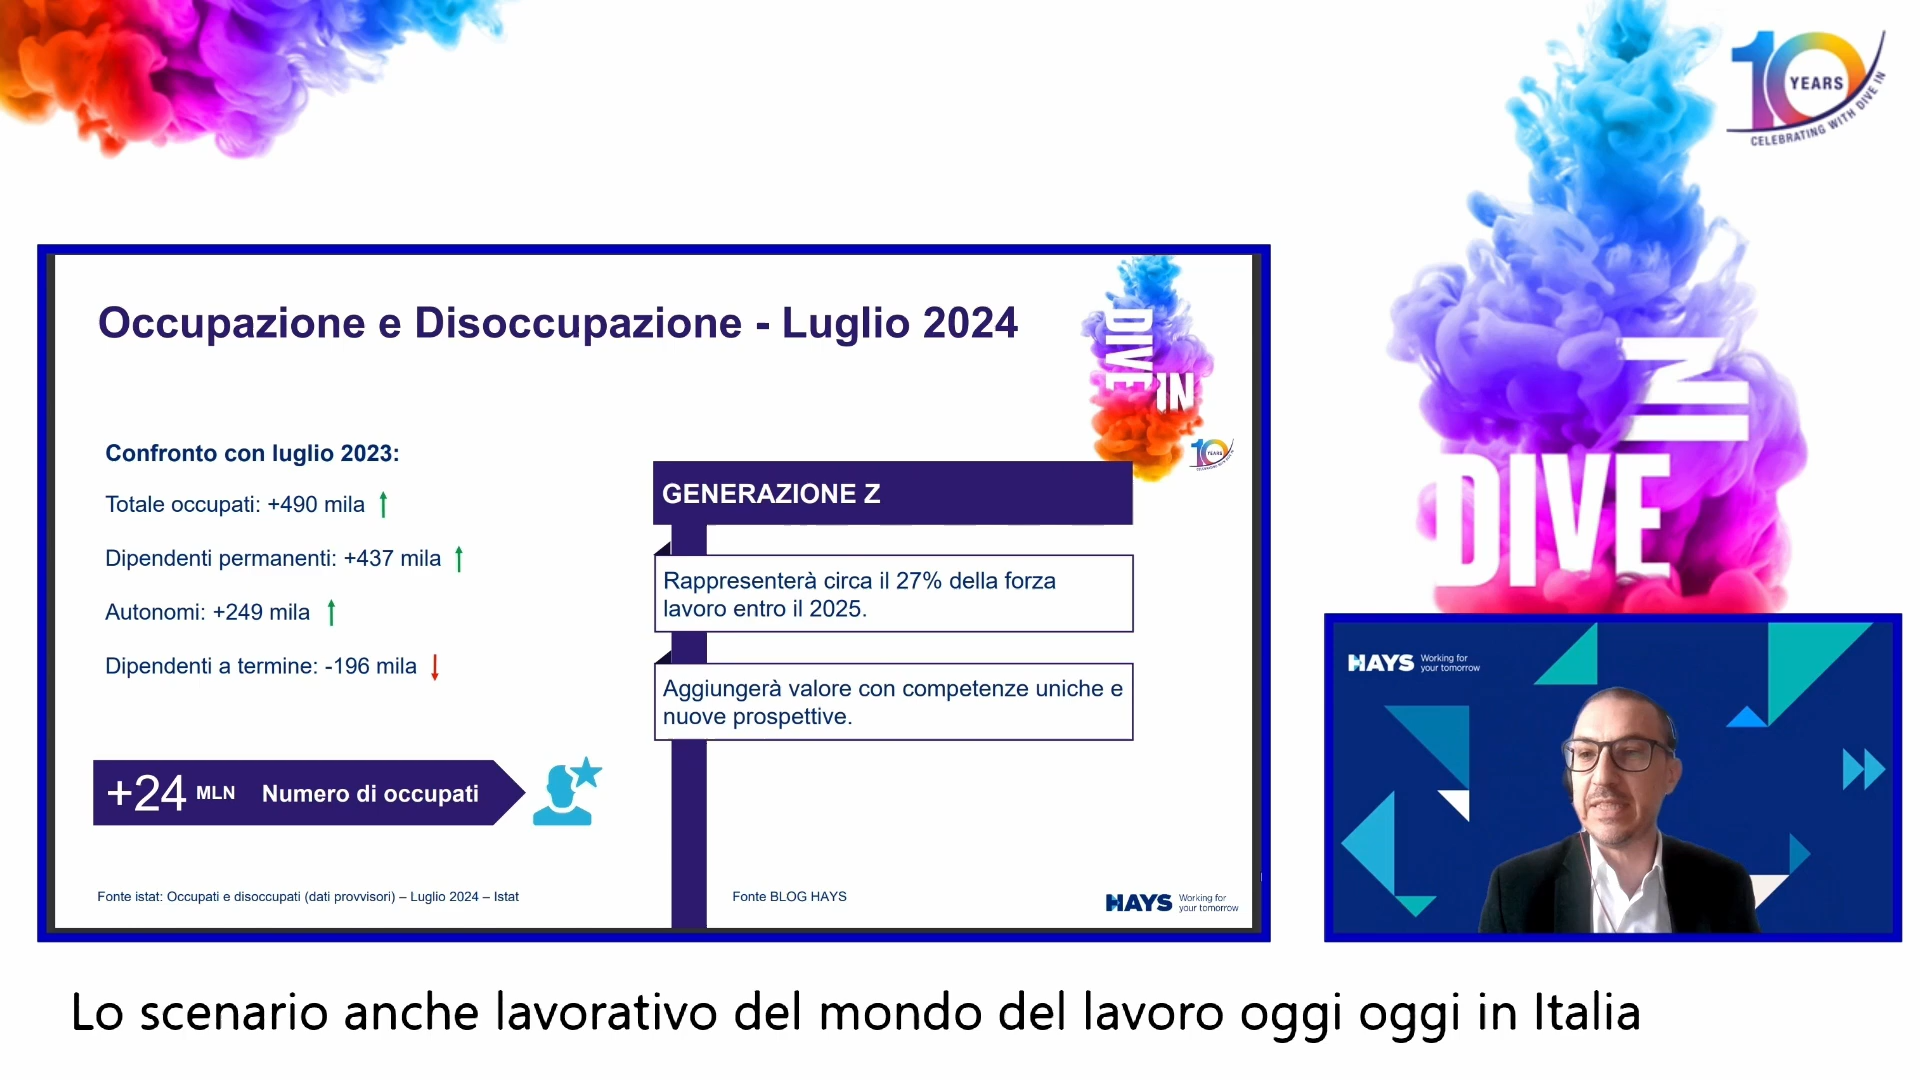 10 YEARS
CELEBRATING WITH DIVE IN
Occupazione e Disoccupazione - Luglio 2024
DIVE
IN
10 YEARS
Confronto con luglio 2023:
Totale occupati: +490 mila
Dipendenti permanenti: +437 mila
Autonomi: +249 mila
Dipendenti a termine: -196 mila
+24 MLN Numero di occupati
Fonte istat: Occupati e disoccupati (dati provvisori) – Luglio 2024 – Istat
GENERAZIONE Z
Rappresenterà circa il 27% della forza
lavoro entro il 2025.
Aggiungerà valore con competenze uniche e
nuove prospettive.
Fonte BLOG HAYS
HAYS Working for
your tomorrow
IN
DIVE
HAYS Working for
your tomorrow
Lo scenario anche lavorativo del mondo del lavoro oggi oggi in Italia